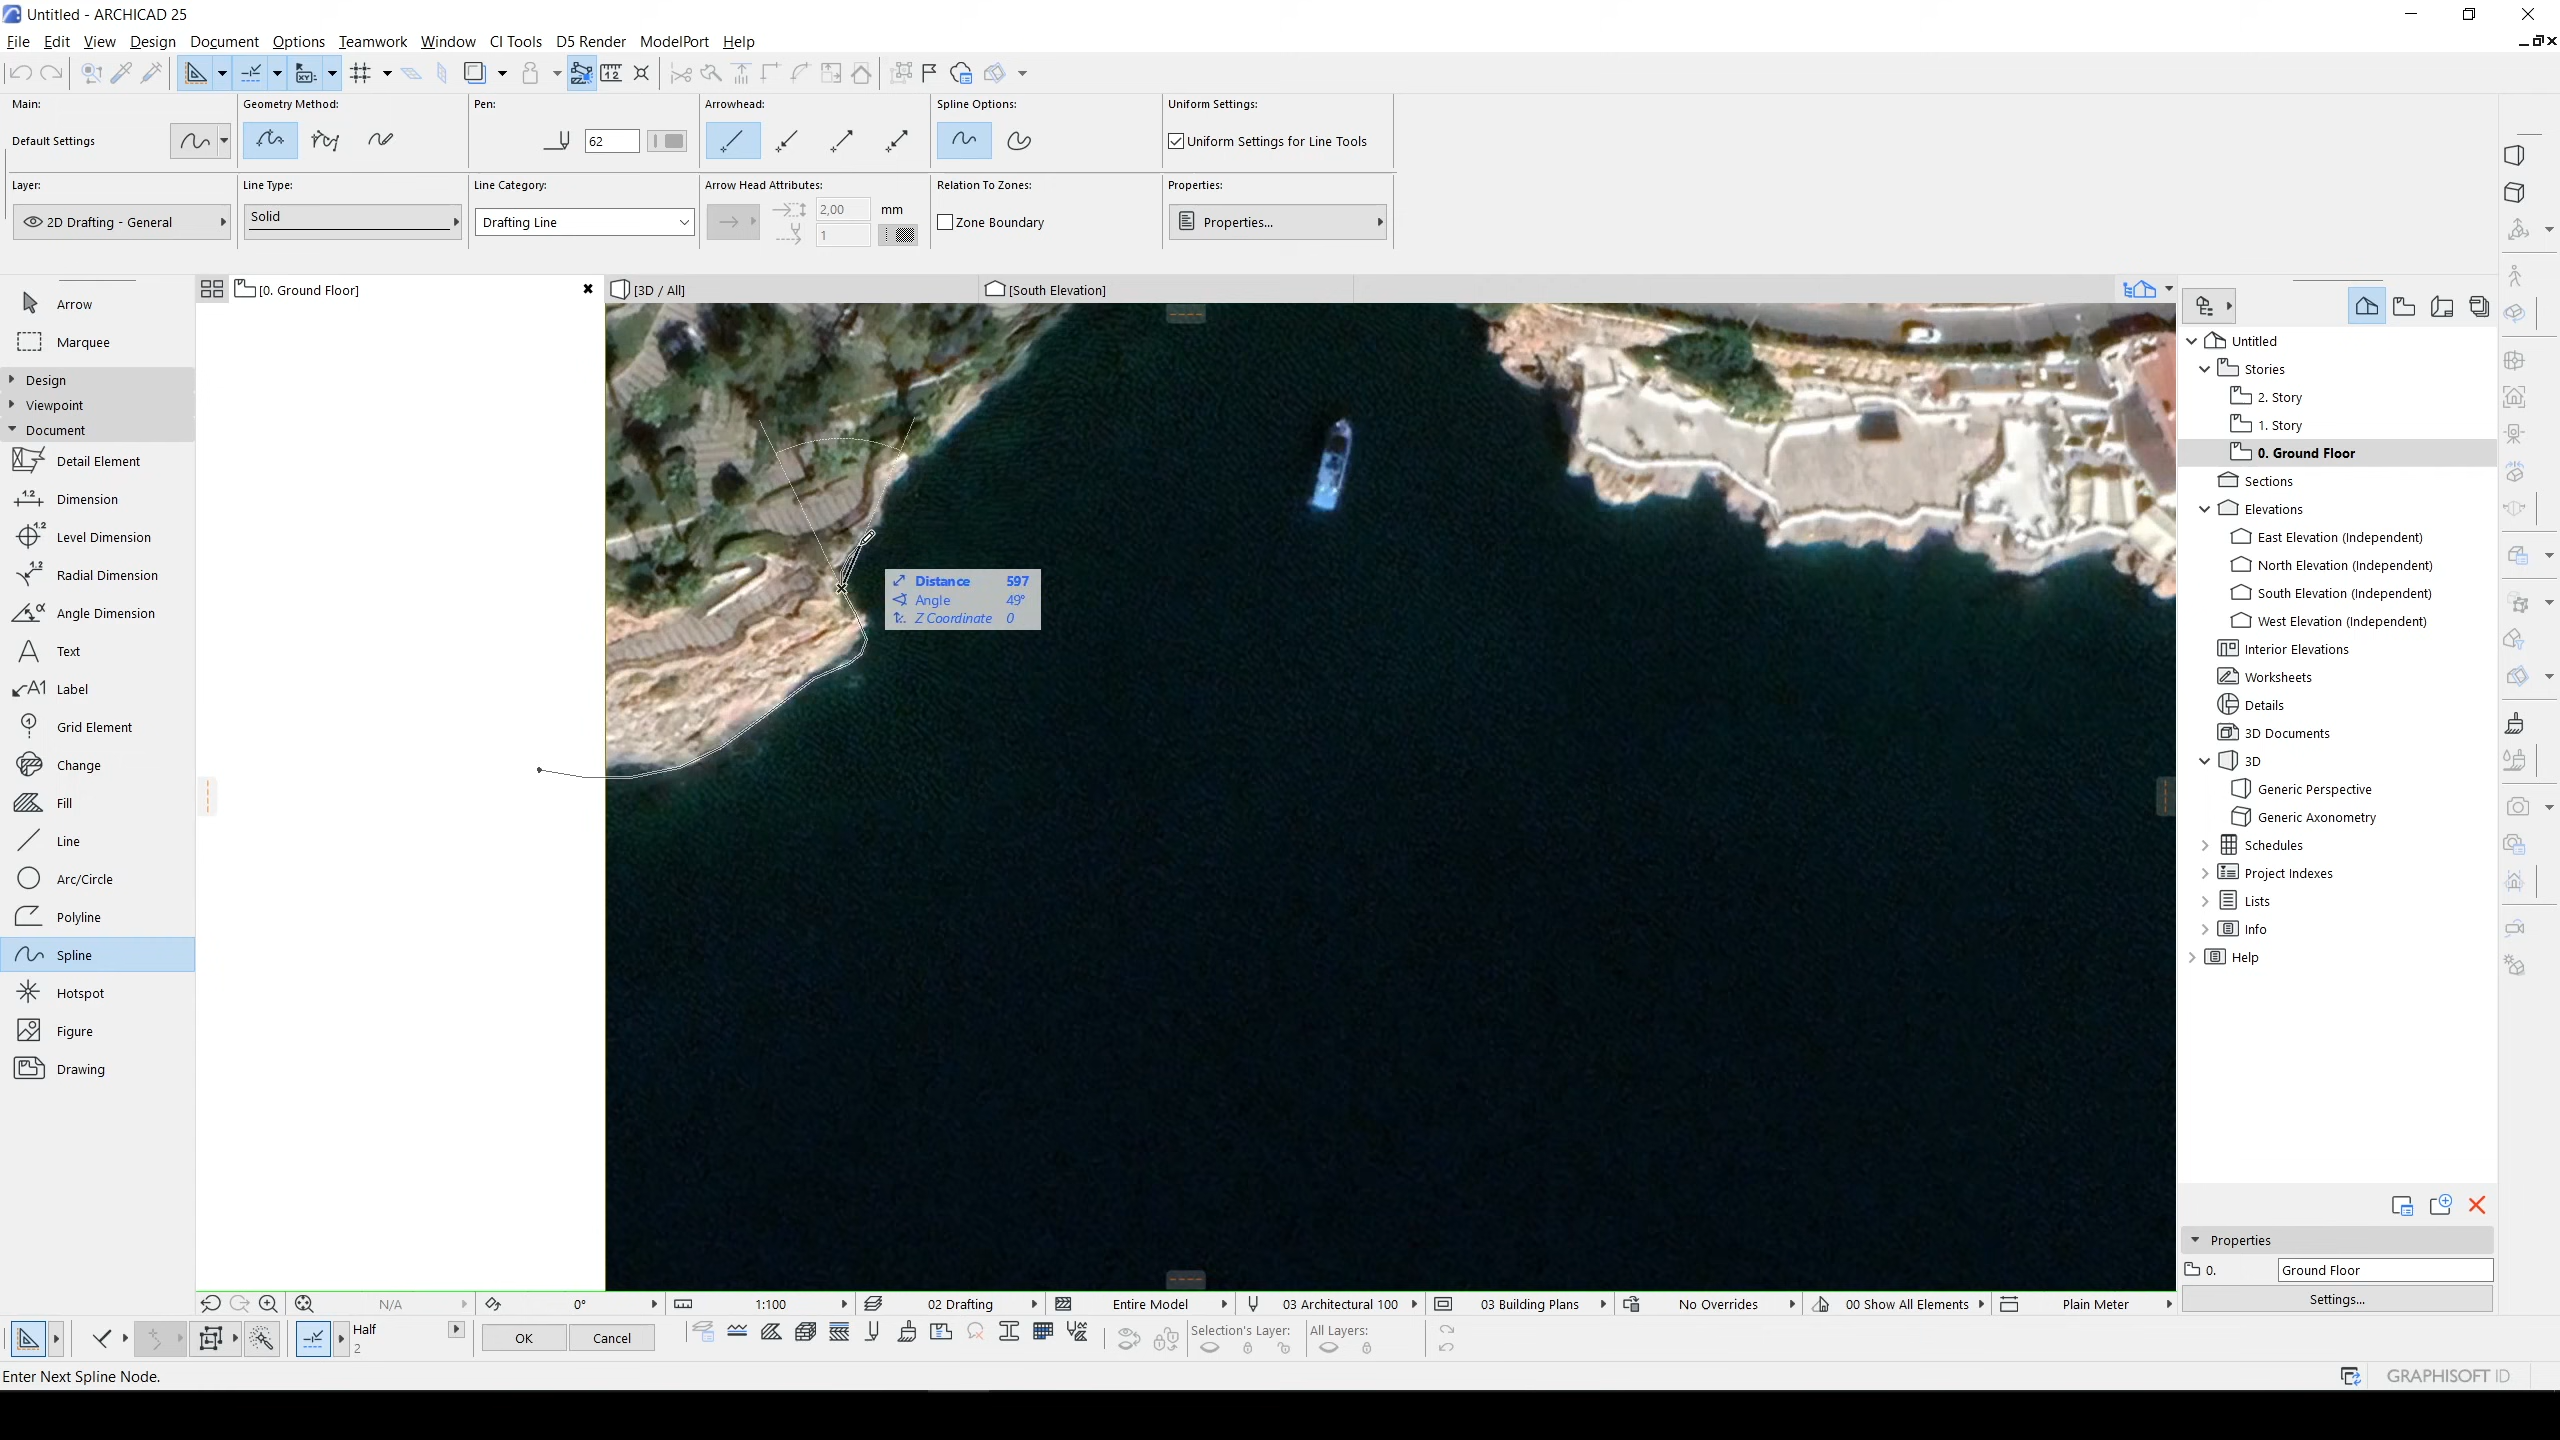 Untitled - ARCHICAD 25
File Edit View Design Document Options Teamwork Window CI Tools D5 Render ModelPort Help
Main: Geometry Method: Pen: Arrowhead: Spline Options: Uniform Settings:
Default Settings 62 Uniform Settings for Line Tools
Layer: Line Type: Line Category: Arrow Head Attributes: Relation To Zones: Properties:
2D Drafting - General Solid Drafting Line 2,00 mm Zone Boundary Properties...
1
[0. Ground Floor] [3D / All] [South Elevation]
Arrow
Marquee
Design
Viewpoint
Document
Detail Element
Dimension
Level Dimension
Radial Dimension
Angle Dimension
Text
Label
Grid Element
Change
Fill
Line
Arc/Circle
Polyline
Spline
Hotspot
Figure
Drawing
Distance 597
Angle 49°
Z Coordinate 0
Untitled
Stories
2. Story
1. Story
0. Ground Floor
Sections
Elevations
East Elevation (Independent)
North Elevation (Independent)
South Elevation (Independent)
West Elevation (Independent)
Interior Elevations
Worksheets
Details
3D Documents
3D
Generic Perspective
Generic Axonometry
Schedules
Project Indexes
Lists
Info
Help
Properties
0. Ground Floor
Settings...
N/A 0° 1:100 02 Drafting Entire Model 03 Architectural 100 03 Building Plans No Overrides 00 Show All Elements Plain Meter
Half
2
OK Cancel Selection's Layer: All Layers:
Enter Next Spline Node.
GRAPHISOFT ID